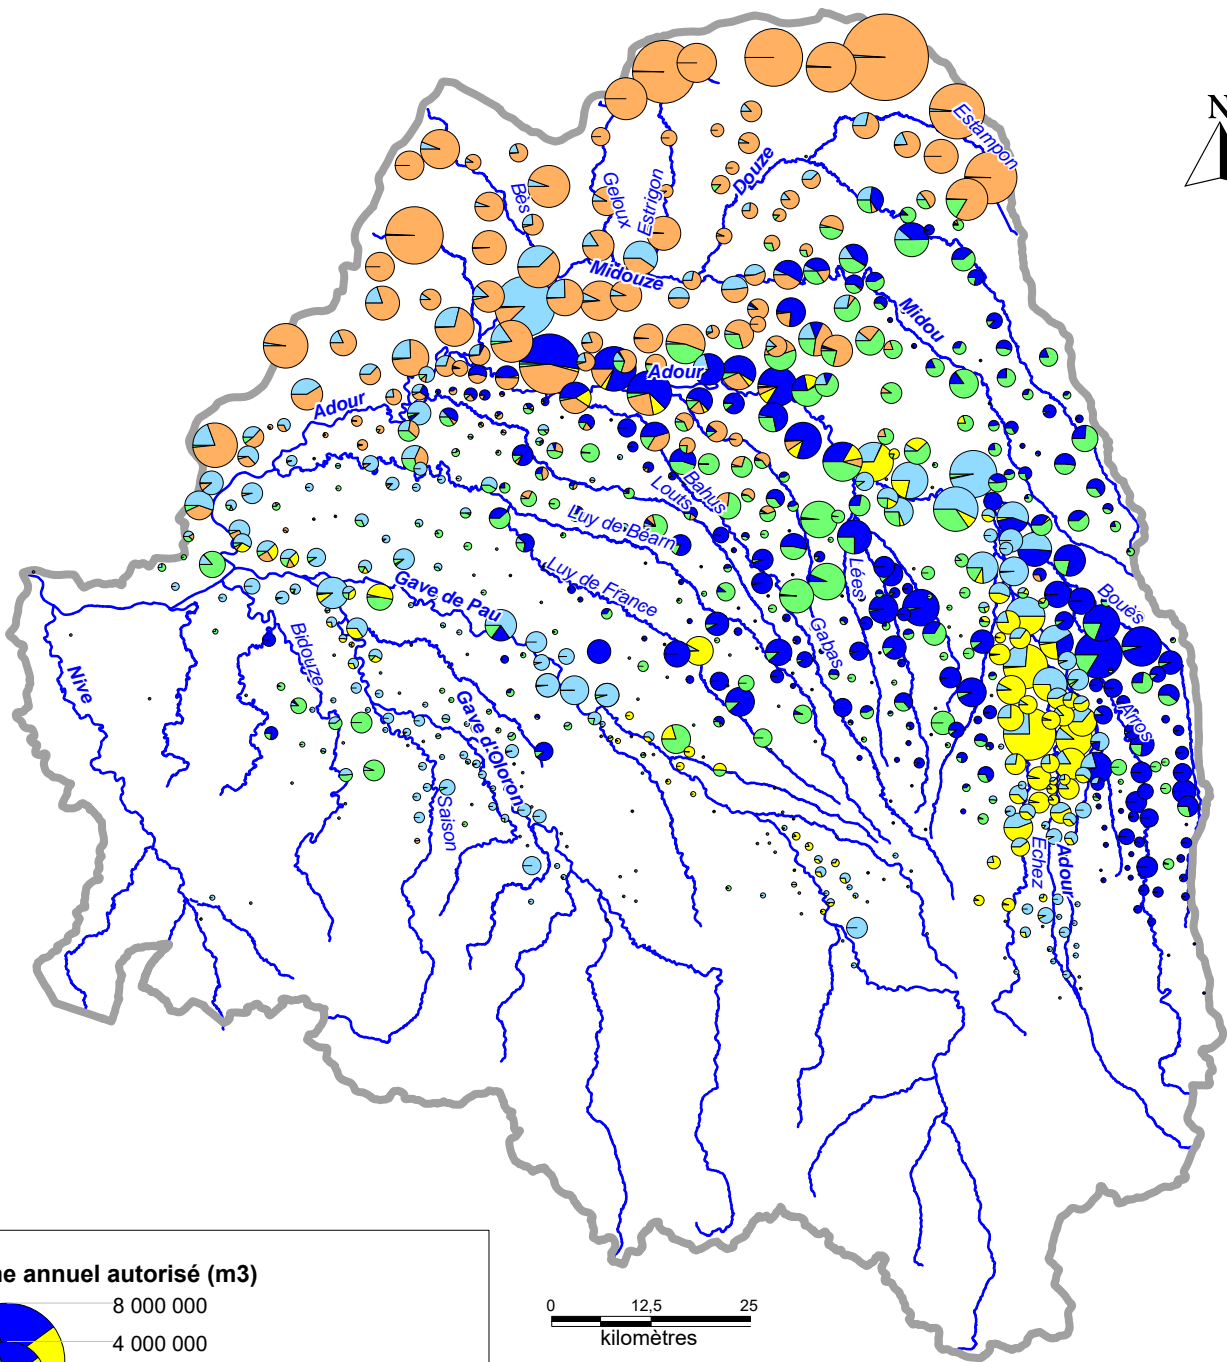 N
Estampon
Douze
Geloux
Estrigon
Bès
Midouze
Midou
Adour
Adour
Bahus
Louts
Luy de Béarn
Luy de France
Lées
Gave de Pau
Gabas
Boués
Bidouze
Nive
Gave d'Oloron
Arros
Saison
Echez
Adour
annuel autorisé (m3)
8 000 000
4 000 000
0 12,5 25
kilomètres